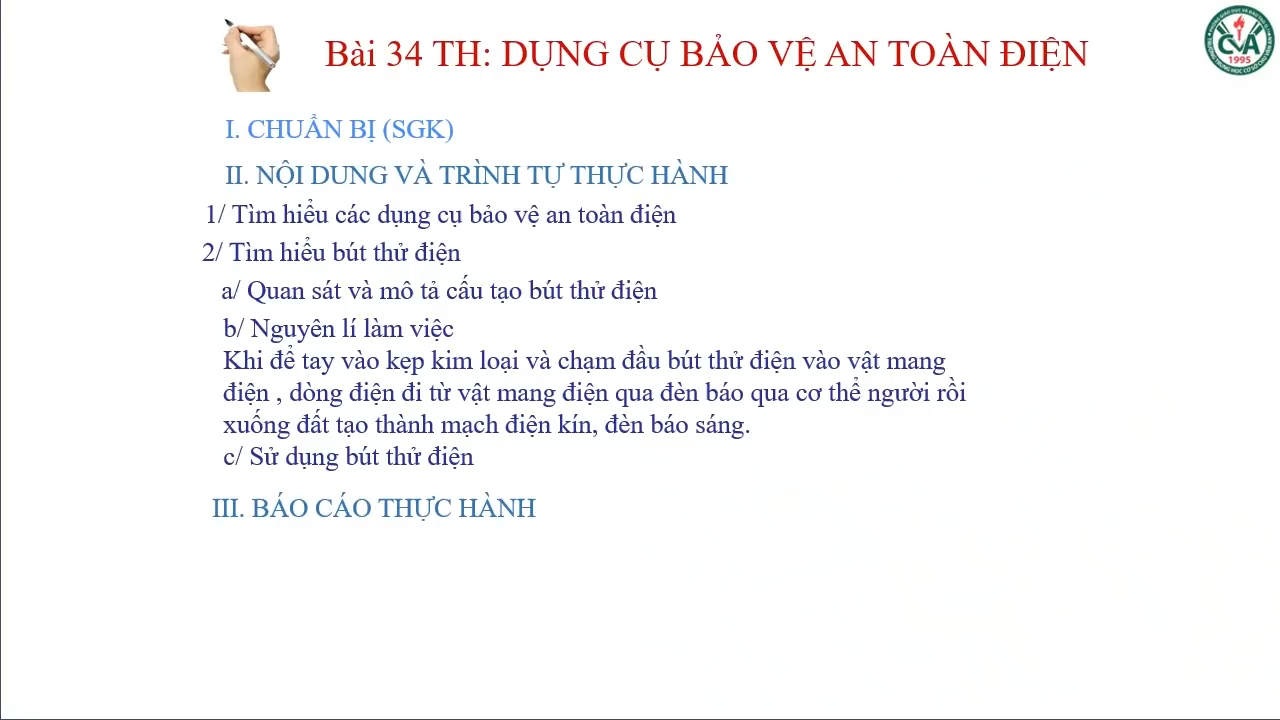 Bài 34 TH: DỤNG CỤ BẢO VỆ AN TOÀN ĐIỆN
CVA
1995
I. CHUẨN BỊ (SGK)
II. NỘI DUNG VÀ TRÌNH TỰ THỰC HÀNH
1/ Tìm hiểu các dụng cụ bảo vệ an toàn điện
2/ Tìm hiểu bút thử điện
a/ Quan sát và mô tả cấu tạo bút thử điện
b/ Nguyên lí làm việc
Khi để tay vào kẹp kim loại và chạm đầu bút thử điện vào vật mang
điện , dòng điện đi từ vật mang điện qua đèn báo qua cơ thể người rồi
xuống đất tạo thành mạch điện kín, đèn báo sáng.
c/ Sử dụng bút thử điện
III. BÁO CÁO THỰC HÀNH